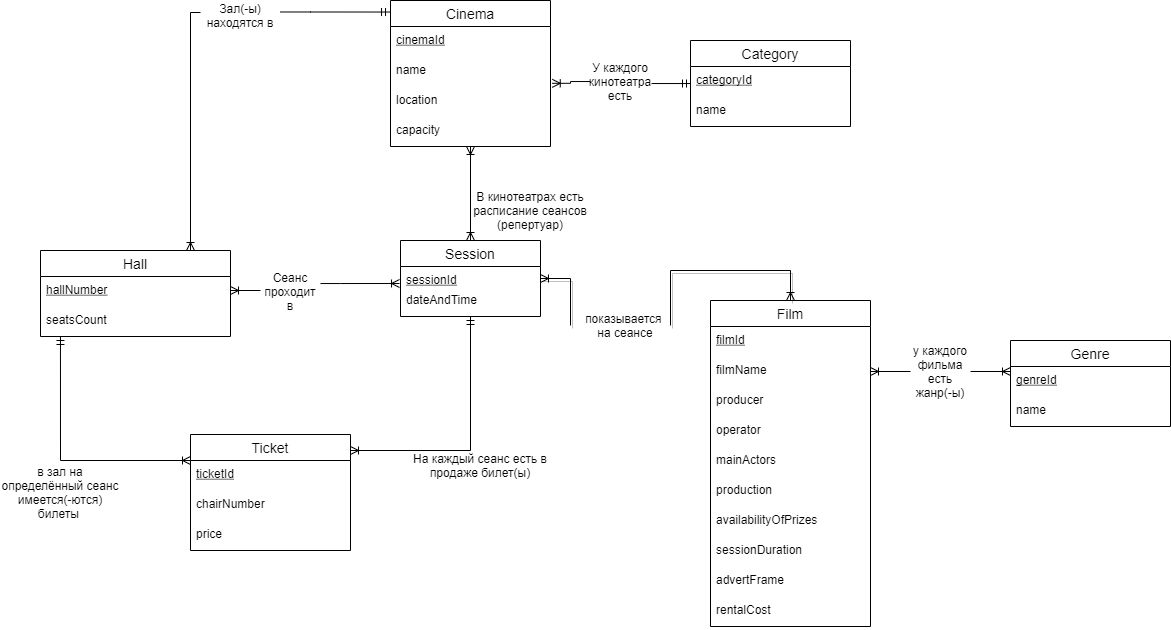 Зал(-ы)
находятся в
Cinema
cinemaId
name
location
capacity
У каждого
кинотеатра
есть
Category
categoryId
name
В кинотеатрах есть
расписание сеансов
(репертуар)
Hall
hallNumber
seatsCount
Сеанс
проходит
в
Session
sessionId
dateAndTime
показывается
на сеансе
Film
filmId
filmName
producer
operator
mainActors
production
availabilityOfPrizes
sessionDuration
advertFrame
rentalCost
у каждого
фильма
есть
жанр(-ы)
Genre
genreId
name
в зал на
определённый сеанс
имеется(-ются)
билеты
Ticket
ticketId
chairNumber
price
На каждый сеанс есть в
продаже билет(ы)